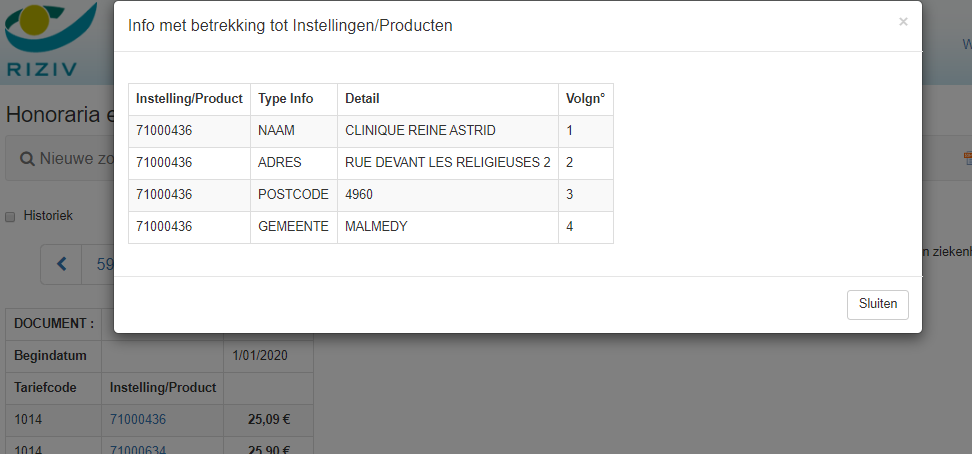 Info met betrekking tot Instellingen/Producten ×
Instelling/Product Type Info Detail Volgn°
71000436 NAAM CLINIQUE REINE ASTRID 1
71000436 ADRES RUE DEVANT LES RELIGIEUSES 2 2
71000436 POSTCODE 4960 3
71000436 GEMEENTE MALMEDY 4
Sluiten
RIZIV
W
Honoraria e
Nieuwe zo
Historiek
n ziekenh
59
DOCUMENT :
Begindatum 1/01/2020
Tariefcode Instelling/Product
1014 71000436 25,09 €
1014 71000634 25,90 €